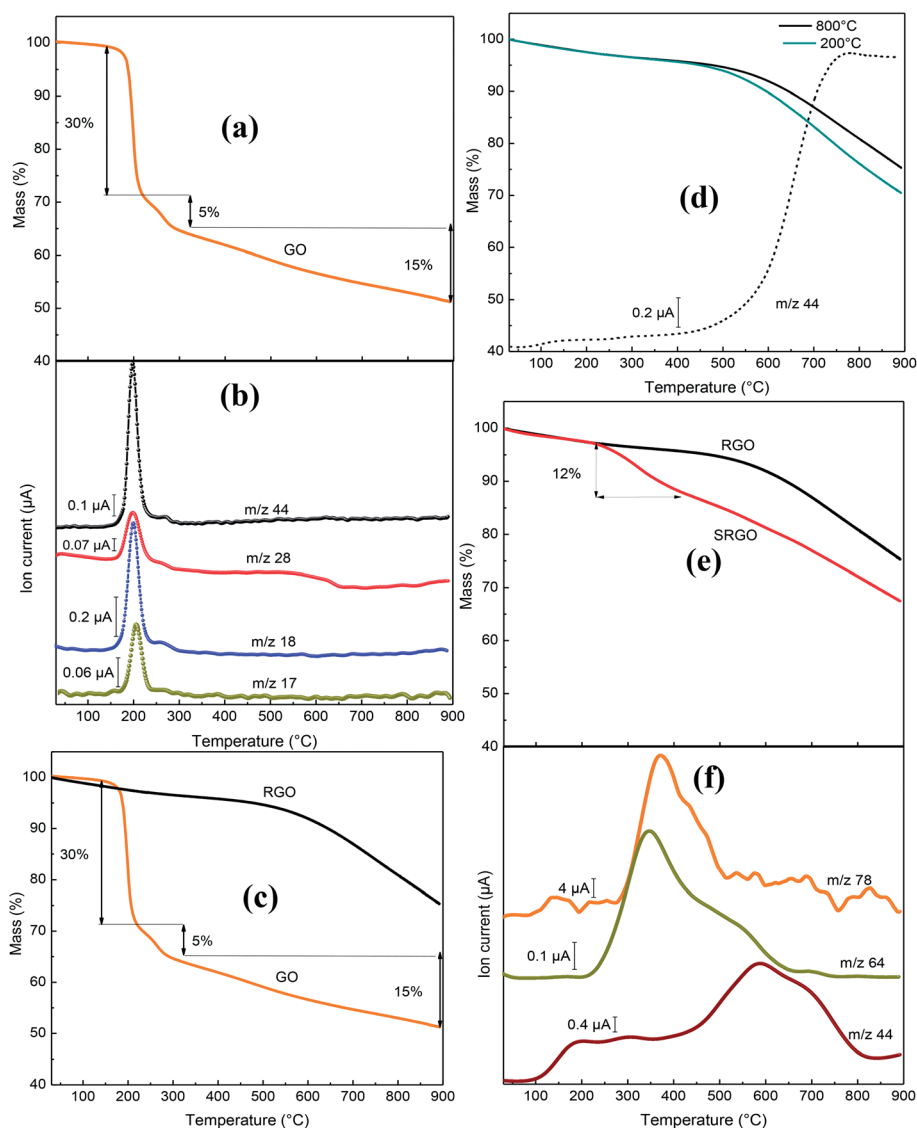 (a)
100
90
80
70
60
50
40
Mass (%)
30%
5%
15%
GO
(b)
Ion current (µA)
0.1 µA
m/z 44
0.07 µA
m/z 28
0.2 µA
m/z 18
0.06 µA
m/z 17
100 200 300 400 500 600 700 800 900
Temperature (°C)
(c)
100
90
80
70
60
50
40
Mass (%)
RGO
30%
5%
15%
GO
100 200 300 400 500 600 700 800 900
Temperature (°C)
(d)
800°C
200°C
100
90
80
70
60
50
40
Mass (%)
0.2 µA
m/z 44
100 200 300 400 500 600 700 800 900
Temperature (°C)
(e)
100
90
80
70
60
50
40
Mass (%)
RGO
12%
SRGO
(f)
Ion current (µA)
4 µA
m/z 78
0.1 µA
m/z 64
0.4 µA
m/z 44
100 200 300 400 500 600 700 800 900
Temperature (°C)